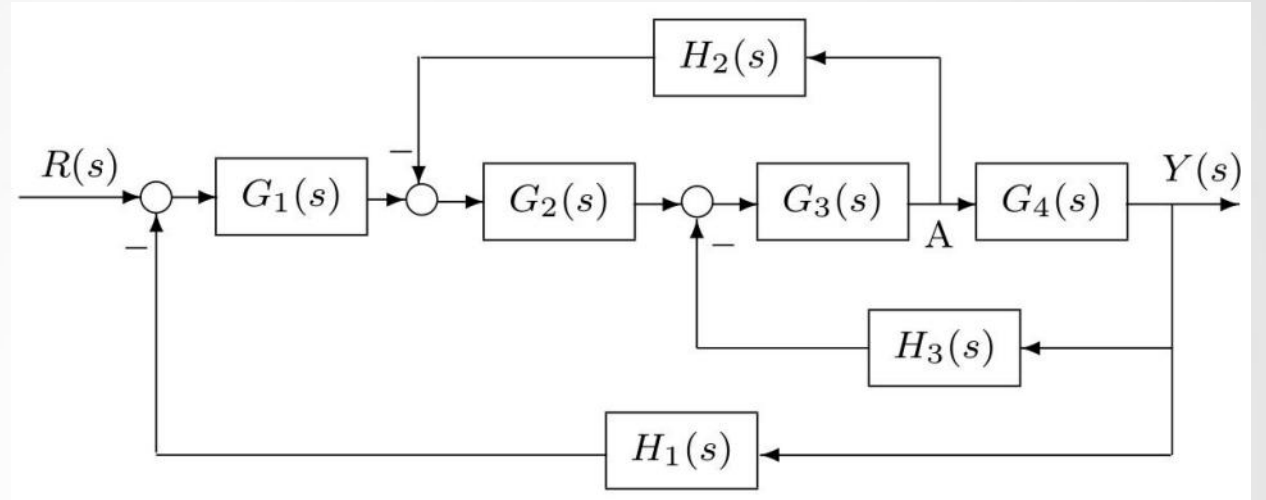 H₂(s)
R(s)
−
Y(s)
G₁(s)
G₂(s)
G₃(s)
G₄(s)
−
−
A
H₃(s)
H₁(s)